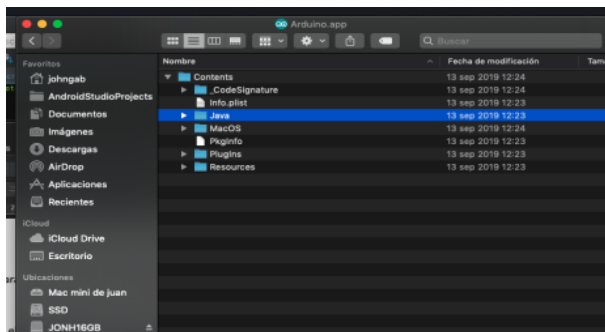 Arduino.app
Buscar
Favoritos
johngab
AndroidStudioProjects
Documentos
Imágenes
Descargas
AirDrop
Aplicaciones
Recientes
iCloud
iCloud Drive
Escritorio
Ubicaciones
Mac mini de juan
SSD
JONH16GB
Nombre Fecha de modificación Tam
Contents 13 sep 2019 12:24
_CodeSignature 13 sep 2019 12:24
Info.plist 13 sep 2019 12:23
Java 13 sep 2019 12:23
MacOS 13 sep 2019 12:24
PkgInfo 13 sep 2019 12:23
PlugIns 13 sep 2019 12:23
Resources 13 sep 2019 12:23